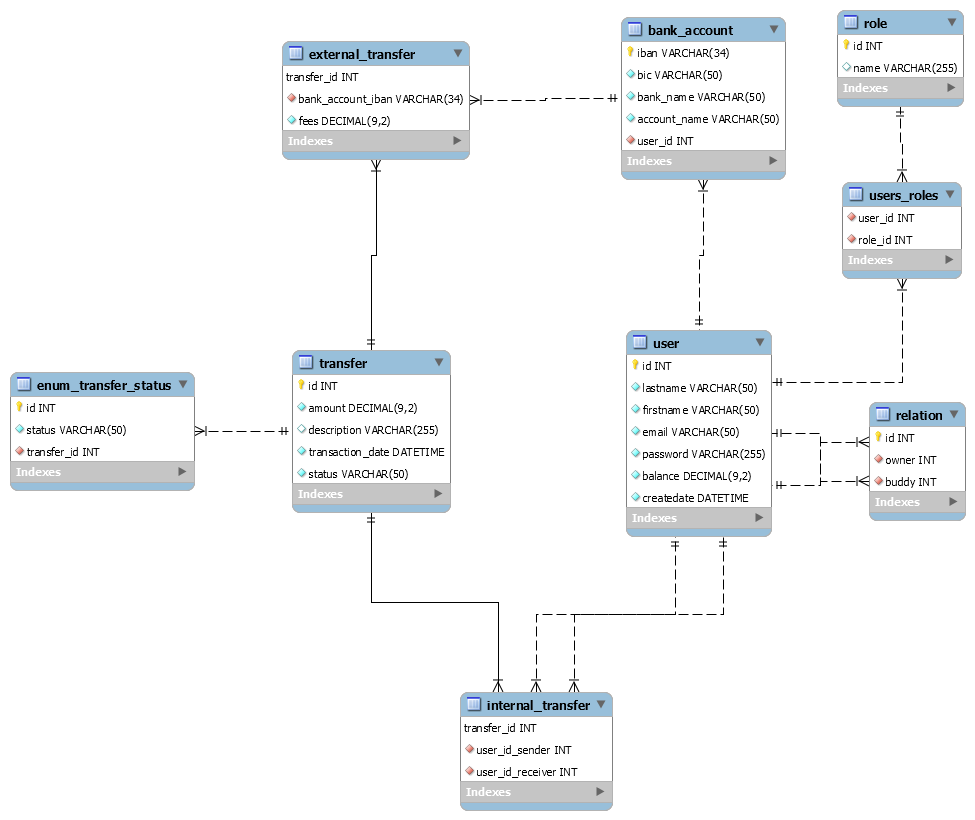 external_transfer
transfer_id INT
bank_account_iban VARCHAR(34)
fees DECIMAL(9,2)
Indexes
bank_account
iban VARCHAR(34)
bic VARCHAR(50)
bank_name VARCHAR(50)
account_name VARCHAR(50)
user_id INT
Indexes
role
id INT
name VARCHAR(255)
Indexes
users_roles
user_id INT
role_id INT
Indexes
enum_transfer_status
id INT
status VARCHAR(50)
transfer_id INT
Indexes
transfer
id INT
amount DECIMAL(9,2)
description VARCHAR(255)
transaction_date DATETIME
status VARCHAR(50)
Indexes
user
id INT
lastname VARCHAR(50)
firstname VARCHAR(50)
email VARCHAR(50)
password VARCHAR(255)
balance DECIMAL(9,2)
createdate DATETIME
Indexes
relation
id INT
owner INT
buddy INT
Indexes
internal_transfer
transfer_id INT
user_id_sender INT
user_id_receiver INT
Indexes